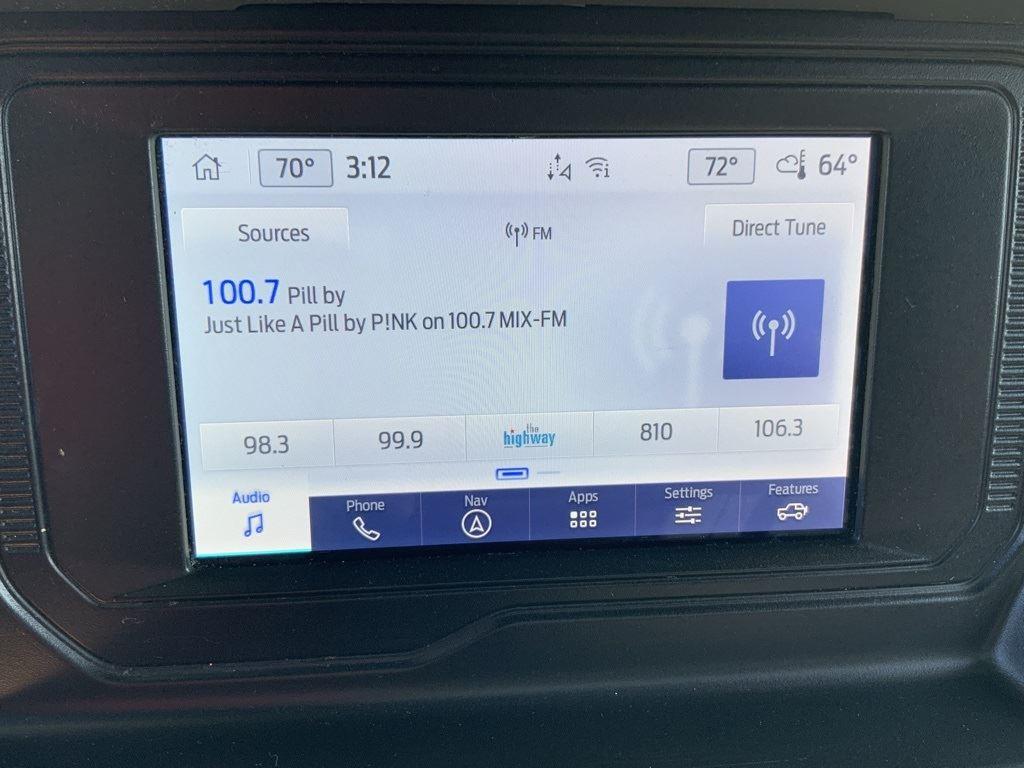 70° 3:12 72° 64°
Sources FM Direct Tune
100.7 Pill by
Just Like A Pill by P!NK on 100.7 MIX-FM
98.3 99.9 the highway 810 106.3
Audio Phone Nav Apps Settings Features